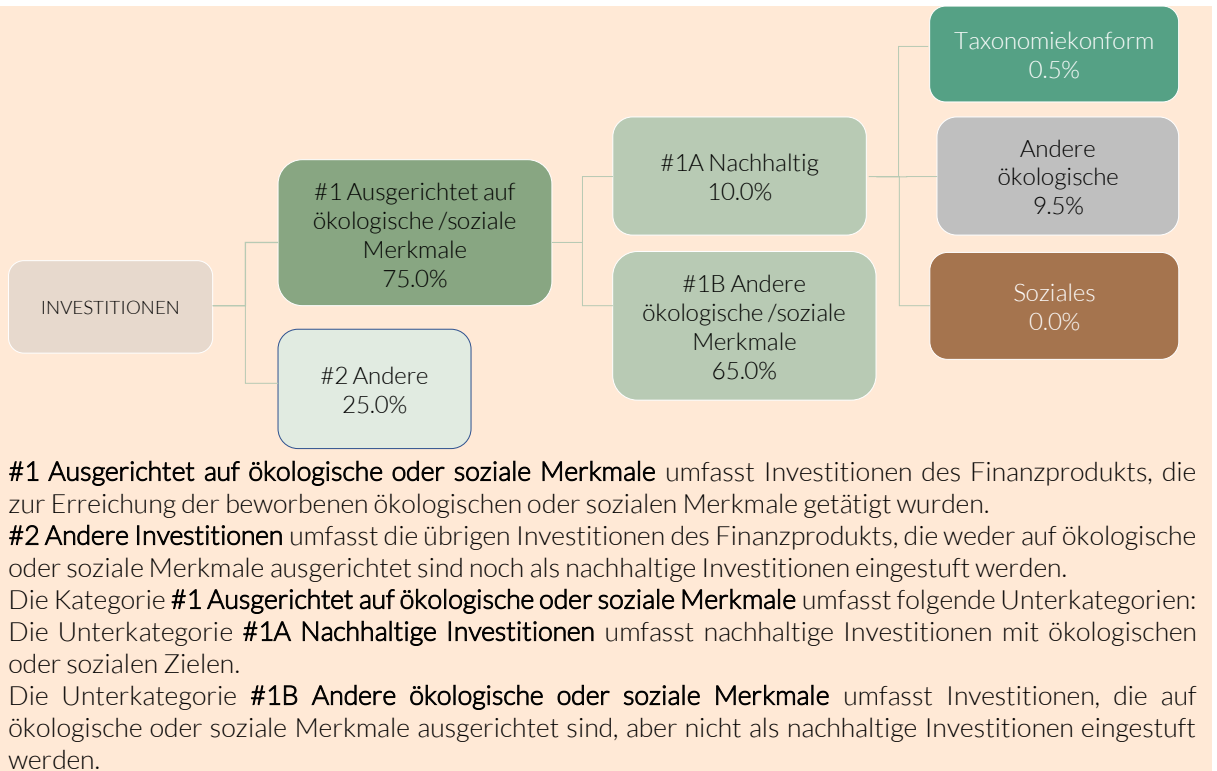 Taxonomiekonform
0.5%
#1A Nachhaltig
10.0%
Andere
ökologische
9.5%
#1 Ausgerichtet auf
ökologische /soziale
Merkmale
75.0%
INVESTITIONEN
#1B Andere
ökologische /soziale
Merkmale
65.0%
Soziales
0.0%
#2 Andere
25.0%
#1 Ausgerichtet auf ökologische oder soziale Merkmale umfasst Investitionen des Finanzprodukts, die
zur Erreichung der beworbenen ökologischen oder sozialen Merkmale getätigt wurden.
#2 Andere Investitionen umfasst die übrigen Investitionen des Finanzprodukts, die weder auf ökologische
oder soziale Merkmale ausgerichtet sind noch als nachhaltige Investitionen eingestuft werden.
Die Kategorie #1 Ausgerichtet auf ökologische oder soziale Merkmale umfasst folgende Unterkategorien:
Die Unterkategorie #1A Nachhaltige Investitionen umfasst nachhaltige Investitionen mit ökologischen
oder sozialen Zielen.
Die Unterkategorie #1B Andere ökologische oder soziale Merkmale umfasst Investitionen, die auf
ökologische oder soziale Merkmale ausgerichtet sind, aber nicht als nachhaltige Investitionen eingestuft
werden.